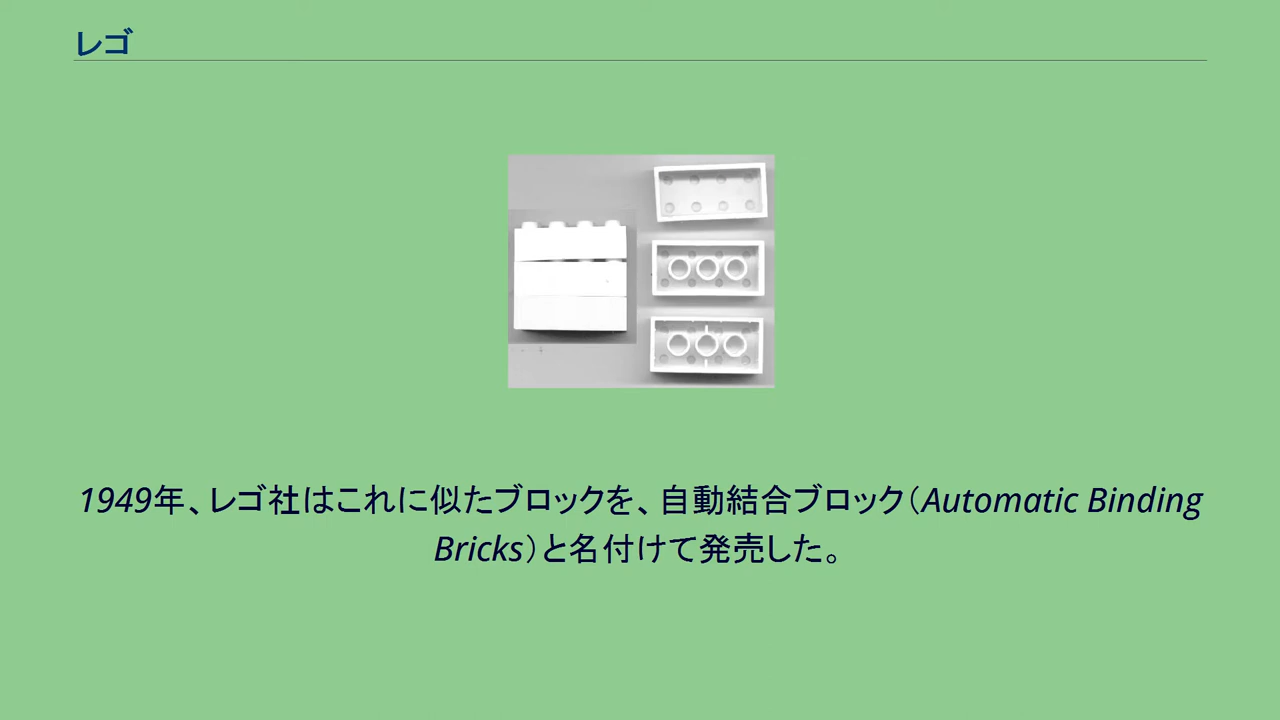 レゴ
1949年、レゴ社はこれに似たブロックを、自動結合ブロック（Automatic Binding
Bricks）と名付けて発売した。